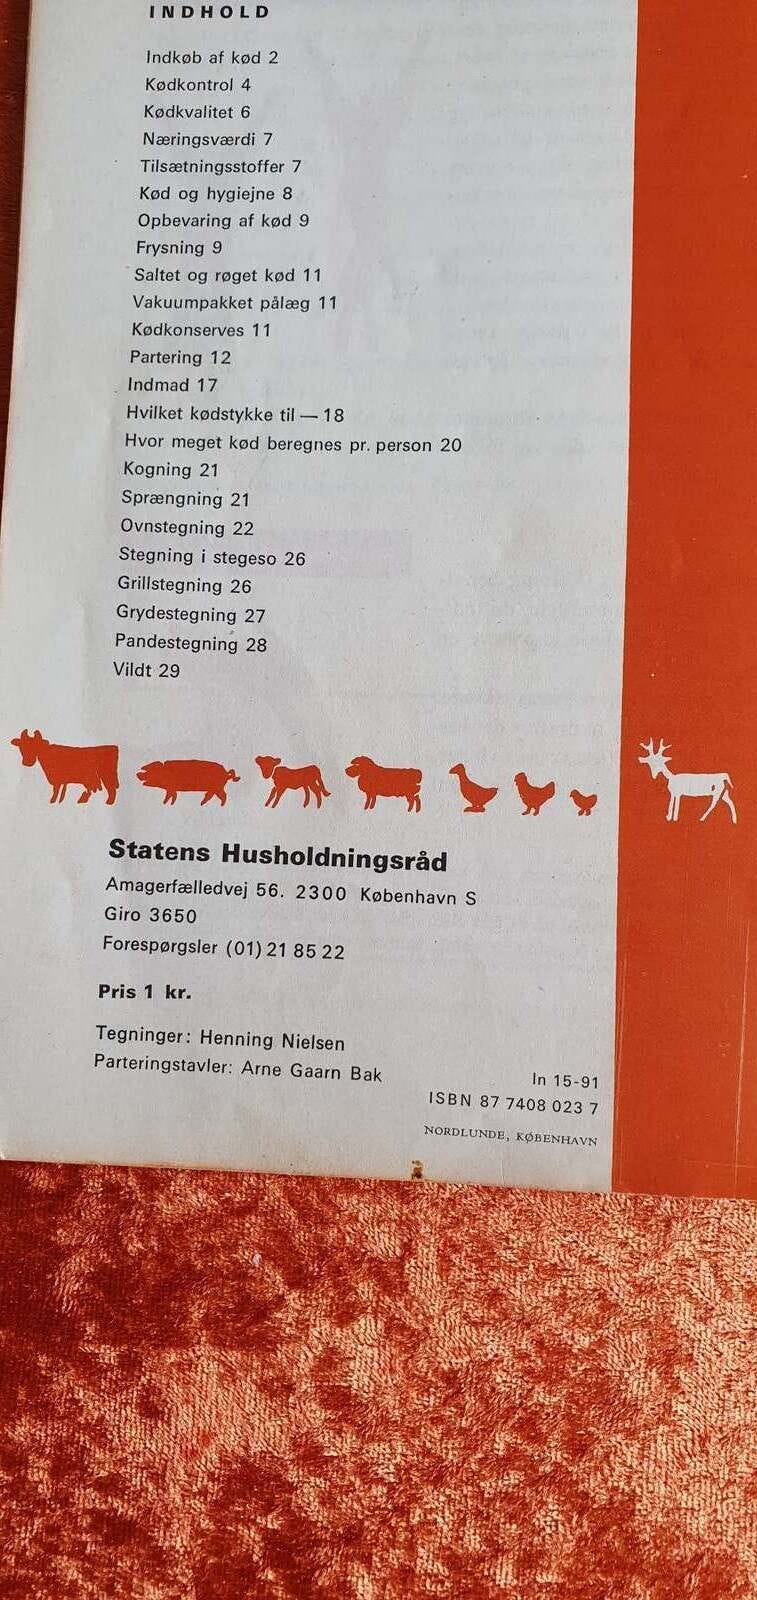 INDHOLD
Indkøb af kød 2
Kødkontrol 4
Kødkvalitet 6
Næringsværdi 7
Tilsætningsstoffer 7
Kød og hygiejne 8
Opbevaring af kød 9
Frysning 9
Saltet og røget kød 11
Vakuumpakket pålæg 11
Kødkonserves 11
Partering 12
Indmad 17
Hvilket kødstykke til — 18
Hvor meget kød beregnes pr. person 20
Kogning 21
Sprængning 21
Ovnstegning 22
Stegning i stegeso 26
Grillstegning 26
Grydestegning 27
Pandestegning 28
Vildt 29
Statens Husholdningsråd
Amagerfælledvej 56. 2300 København S
Giro 3650
Forespørgsler (01) 21 85 22
Pris 1 kr.
Tegninger: Henning Nielsen
Parteringstavler: Arne Gaarn Bak
In 15-91
ISBN 87 7408 023 7
NORDLUNDE, KØBENHAVN